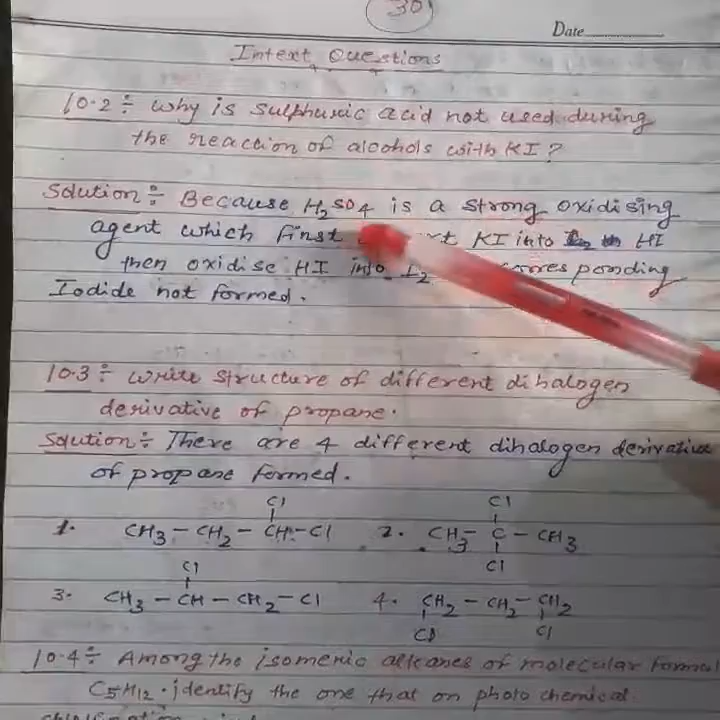 30
Date
Intext Questions
10.2 ÷ why is sulphuric acid not used during
the reaction of alcohols with KI?
Solution ÷ Because H2SO4 is a strong oxidising
agent which first KI into HI
then oxidise HI into I2 corresponding
Iodide not formed.
10.3 ÷ write structure of different dihalogen
derivative of propane.
Solution ÷ There are 4 different dihalogen derivative
of propane formed.
Cl Cl
1. CH3 – CH2 – CH – Cl 2. CH3 – C – CH3
Cl Cl
3. CH3 – CH – CH2 – Cl 4. CH2 – CH2 – CH2
Cl Cl
10.4 ÷ Among the isomeric alkanes of molecular
C5H12. identify the one that on photo chemical